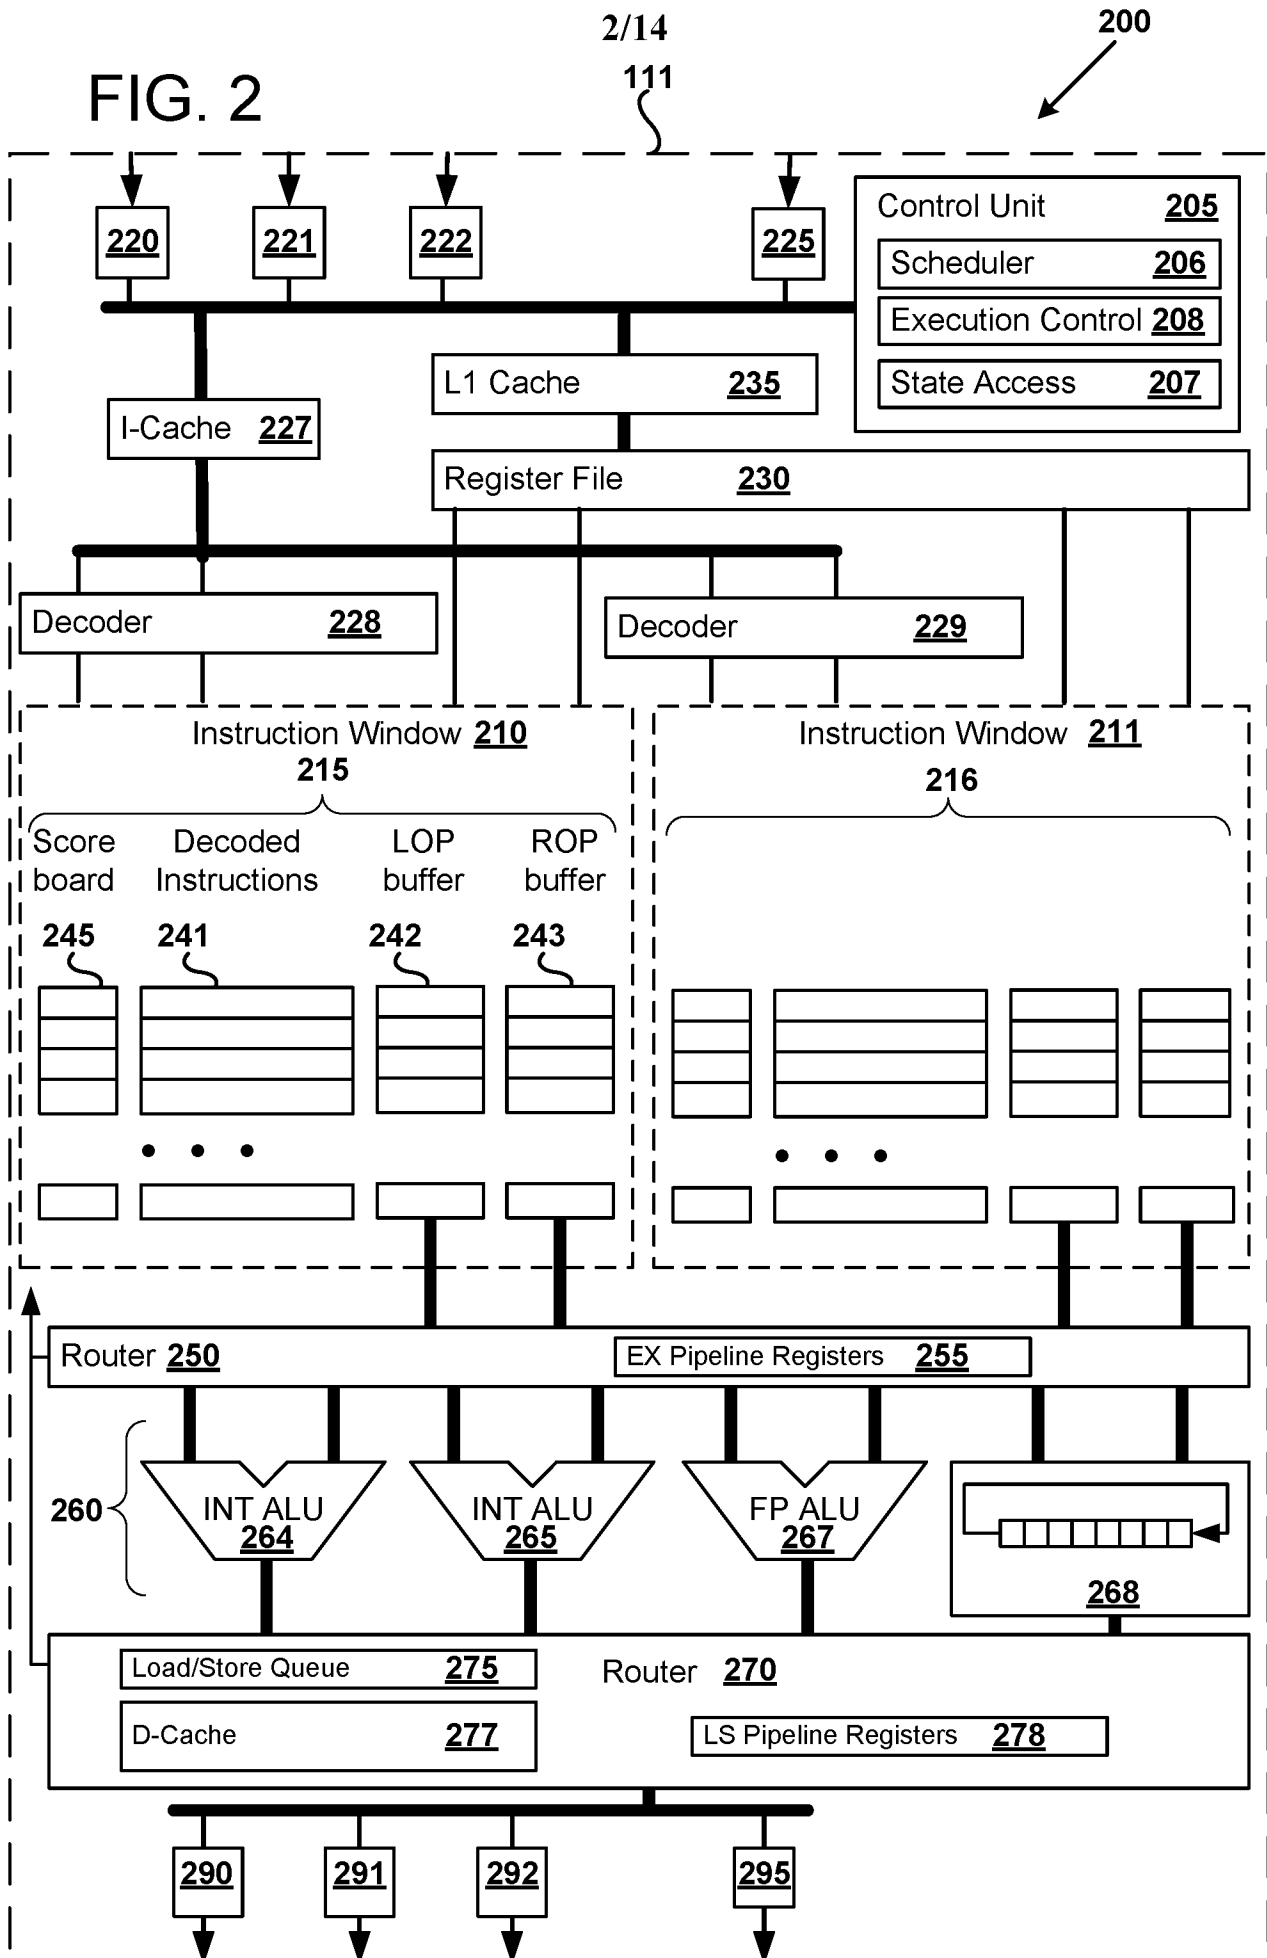 2/14
200
111
FIG. 2
220
221
222
225
Control Unit 205
Scheduler 206
Execution Control 208
State Access 207
L1 Cache 235
I-Cache 227
Register File 230
Decoder 228
Decoder 229
Instruction Window 210
Instruction Window 211
215
216
Score board
Decoded Instructions
LOP buffer
ROP buffer
245
241
242
243
Router 250
EX Pipeline Registers 255
260
INT ALU
264
INT ALU
265
FP ALU
267
268
Load/Store Queue 275
Router 270
D-Cache 277
LS Pipeline Registers 278
290
291
292
295